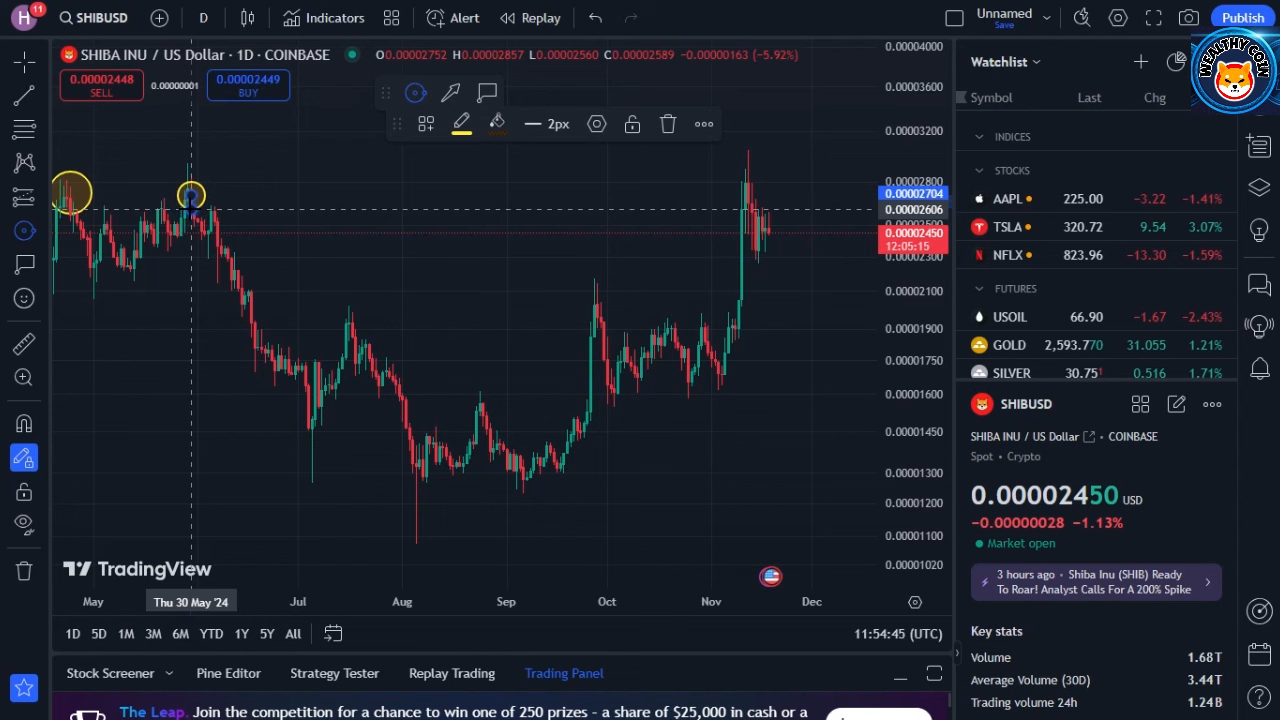 H
11
SHIBUSD
D
Indicators
Alert
Replay
Unnamed
Save
Publish
SHIBA INU / US Dollar · 1D · COINBASE
O0.00002752 H0.00002857 L0.00002560 C0.00002589 −0.00000163 (−5.92%)
0.00002448
SELL
0.00000001
0.00002449
BUY
2px
0.00004000
0.00003600
0.00003200
0.00002800
0.00002704
0.00002606
0.00002450
12:05:15
0.00002300
0.00002100
0.00001900
0.00001750
0.00001600
0.00001450
0.00001300
0.00001200
0.00001100
0.00001020
TradingView
May
Thu 30 May '24
Jul
Aug
Sep
Oct
Nov
Dec
1D 5D 1M 3M 6M YTD 1Y 5Y All
11:54:45 (UTC)
Stock Screener
Pine Editor
Strategy Tester
Replay Trading
Trading Panel
The Leap. Join the competition for a chance to win one of 250 prizes - a share of $25,000 in cash or a
Watchlist
WEALTHY COIN
Symbol Last Chg
INDICES
STOCKS
AAPL 225.00 −3.22 −1.41%
TSLA 320.72 9.54 3.07%
NFLX 823.96 −13.30 −1.59%
FUTURES
USOIL 66.90 −1.67 −2.43%
GOLD 2,593.770 31.055 1.21%
SILVER 30.75¹ 0.516 1.71%
SHIBUSD
SHIBA INU / US Dollar • COINBASE
Spot • Crypto
0.00002450 USD
−0.00000028 −1.13%
Market open
3 hours ago • Shiba Inu (SHIB) Ready
To Roar! Analyst Calls For A 200% Spike
Key stats
Volume 1.68T
Average Volume (30D) 3.44T
Trading volume 24h 1.24B